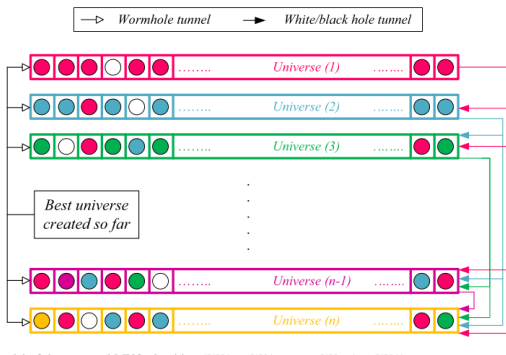 Wormhole tunnel White/black hole tunnel
........ Universe (1) ........
........ Universe (2) ........
........ Universe (3) ........
Best universe
created so far
........ Universe (n-1) ........
........ Universe (n) ........